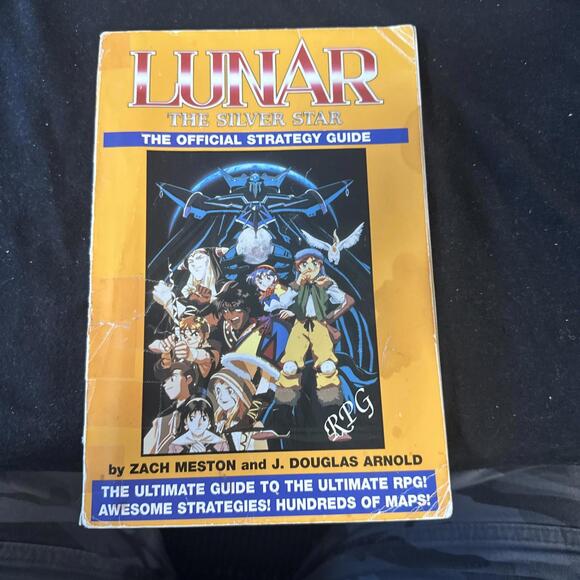 LUNAR
THE SILVER STAR
THE OFFICIAL STRATEGY GUIDE
RPG
by ZACH MESTON and J. DOUGLAS ARNOLD
THE ULTIMATE GUIDE TO THE ULTIMATE RPG!
AWESOME STRATEGIES! HUNDREDS OF MAPS!